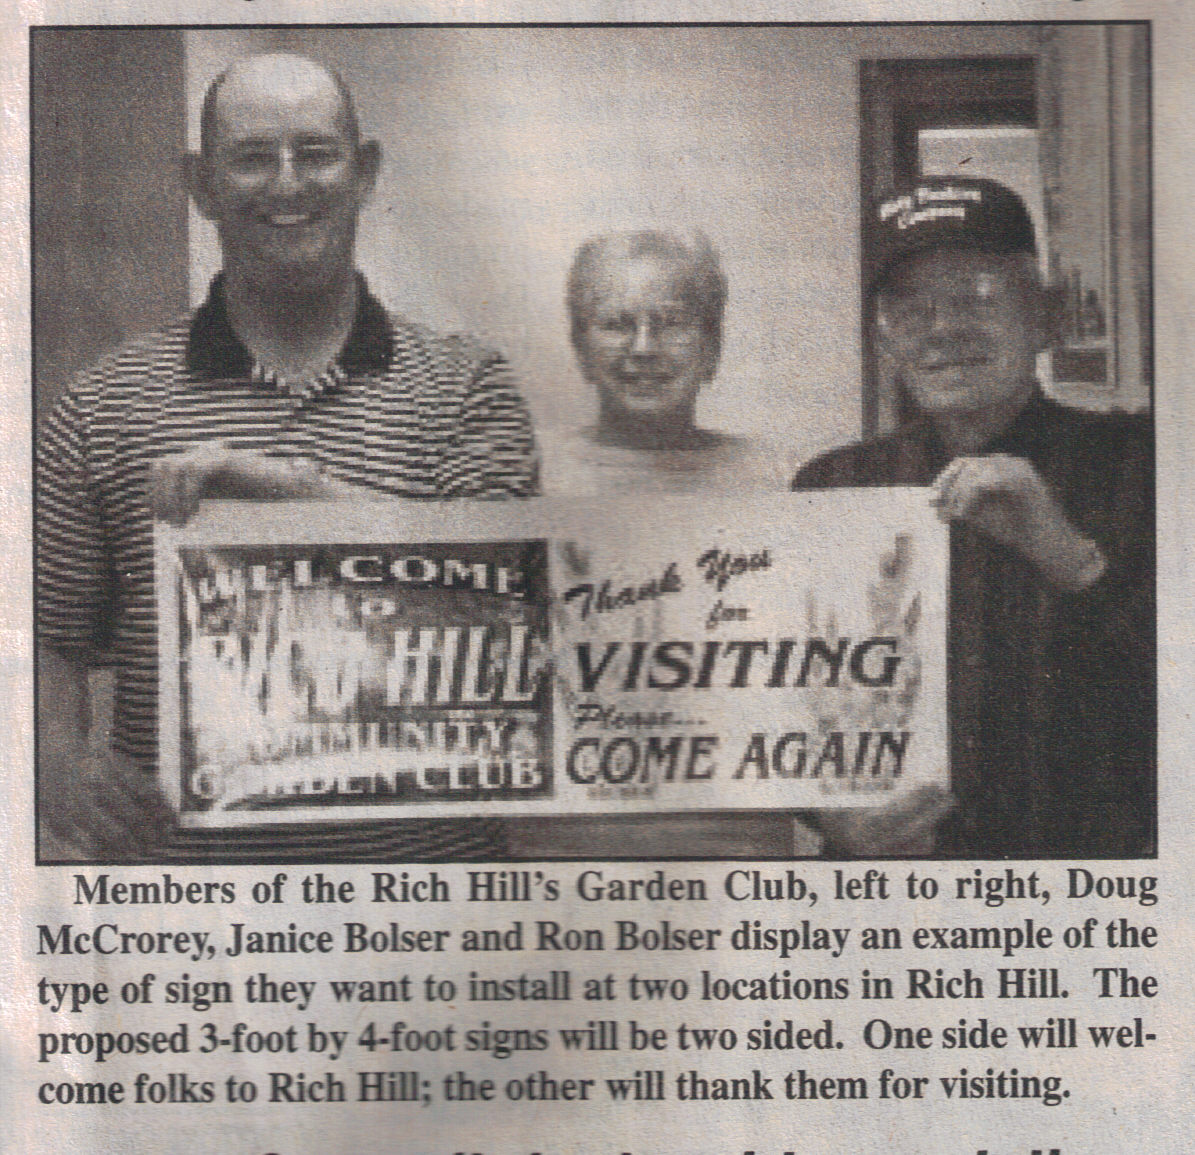 Company
WELCOME
to
RICH HILL
COMMUNITY
GARDEN CLUB
Thank You
for
VISITING
Please...
COME AGAIN
Members of the Rich Hill's Garden Club, left to right, Doug
McCrorey, Janice Bolser and Ron Bolser display an example of the
type of sign they want to install at two locations in Rich Hill. The
proposed 3-foot by 4-foot signs will be two sided. One side will wel-
come folks to Rich Hill; the other will thank them for visiting.